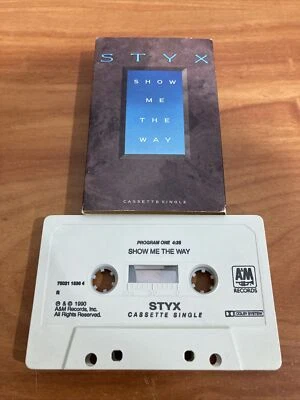 STYX
SHOW
ME
THE
WAY
CASSETTE SINGLE
PROGRAM ONE 4:35
SHOW ME THE WAY
75021 1536 4
R
℗ & © 1990
A&M Records, Inc.
All Rights Reserved.
A&M
RECORDS
STYX
CASSETTE SINGLE
DOLBY SYSTEM